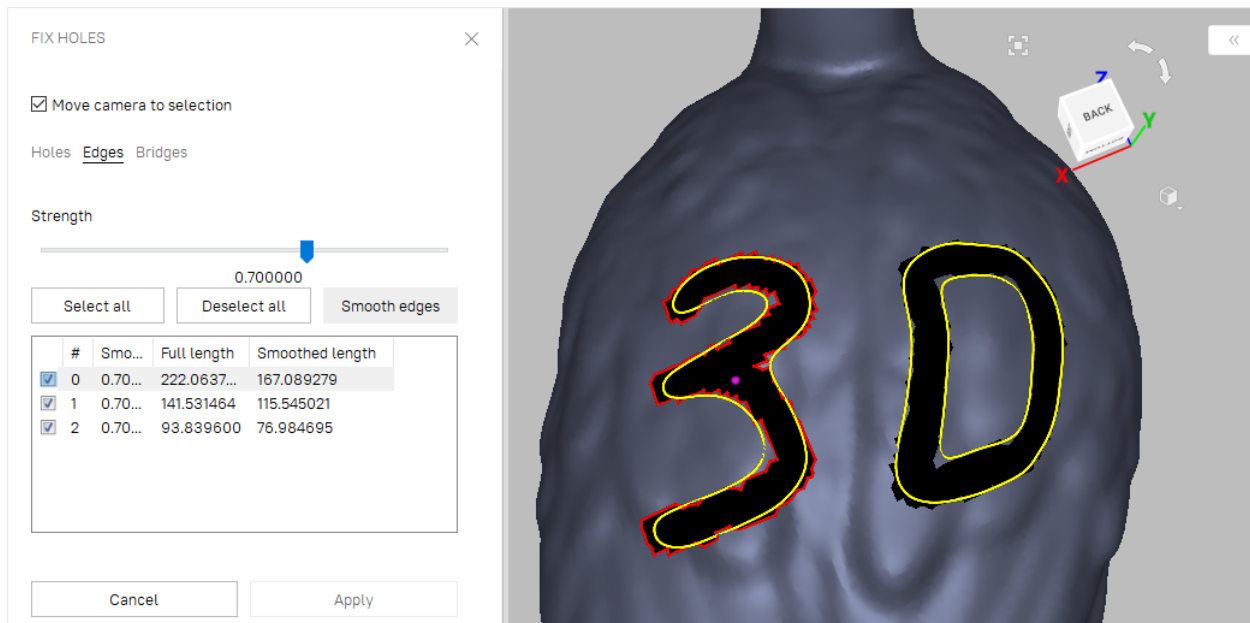 FIX HOLES
Move camera to selection
Holes Edges Bridges
Strength
0.700000
Select all Deselect all Smooth edges
# Smo... Full length Smoothed length
0 0.70... 222.0637... 167.089279
1 0.70... 141.531464 115.545021
2 0.70... 93.839600 76.984695
Cancel Apply
3D
Z
BACK
Y
X